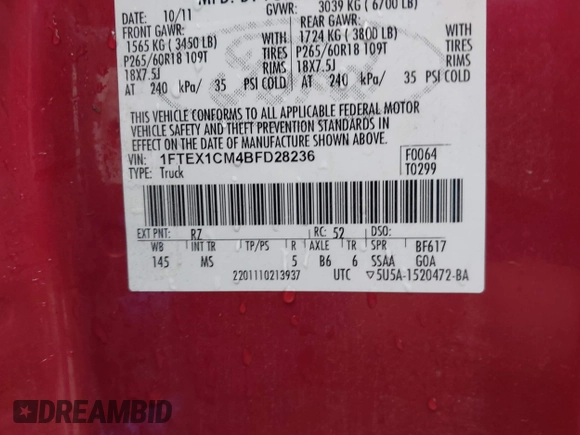 DATE: 10/11
GVWR: 3039 KG ( 6700 LB)
FRONT GAWR: REAR GAWR:
1565 KG ( 3450 LB) 1724 KG ( 3800 LB)
P265/60R18 109T TIRES P265/60R18 109T TIRES
18X7.5J RIMS 18X7.5J RIMS
AT 240 kPa/ 35 PSI COLD AT 240 kPa/ 35 PSI COLD
THIS VEHICLE CONFORMS TO ALL APPLICABLE FEDERAL MOTOR
VEHICLE SAFETY AND THEFT PREVENTION STANDARDS IN
EFFECT ON THE DATE OF MANUFACTURE SHOWN ABOVE.
VIN: 1FTEX1CM4BFD28236 F0064
TYPE: Truck T0299
EXT PNT: RZ RC: 52 DSO:
WB INT TR TP/PS R AXLE TR SPR BF617
145 MS 5 B6 6 SSAA GOA
2201110213937 UTC ▽5U5A-1520472-BA
DREAMBID